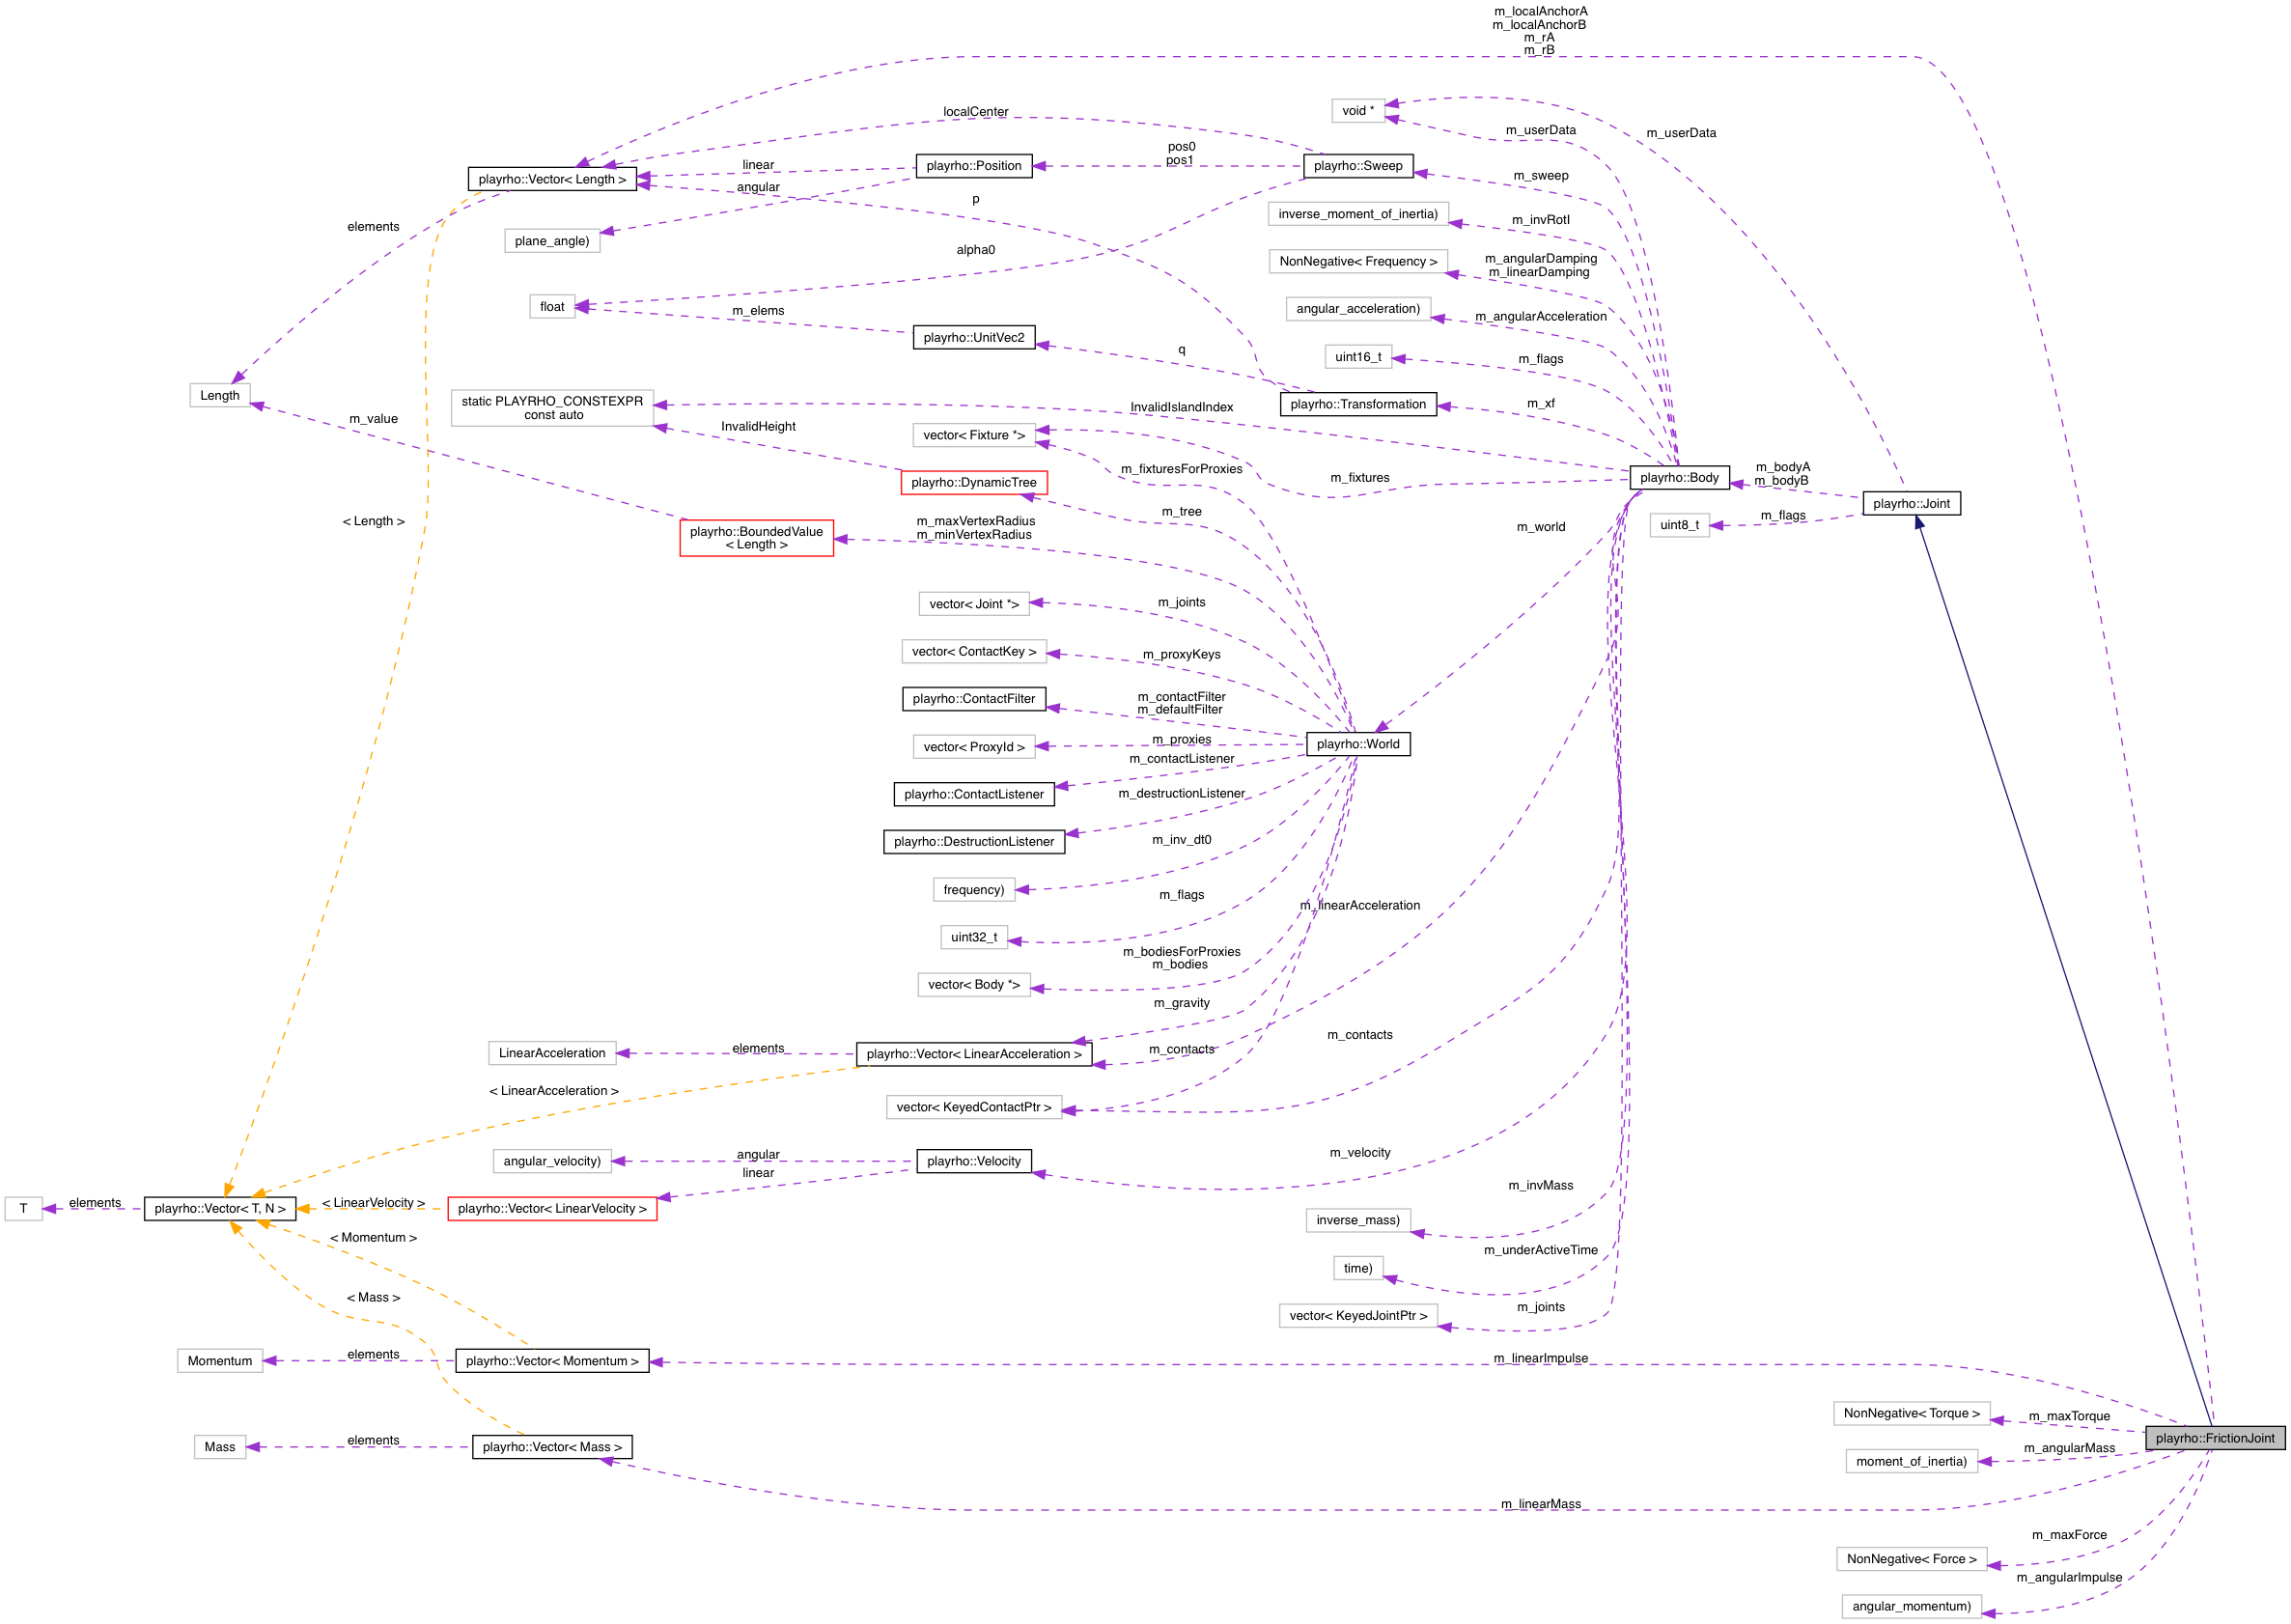 m_localAnchorA
m_localAnchorB
m_rA
m_rB
void *
localCenter
m_userData
m_userData
pos0
pos1
playrho::Position
playrho::Sweep
linear
playrho::Vector< Length >
m_sweep
angular
p
inverse_moment_of_inertia)
m_invRotI
elements
plane_angle)
alpha0
NonNegative< Frequency >
m_angularDamping
m_linearDamping
float
m_elems
angular_acceleration)
m_angularAcceleration
playrho::UnitVec2
q
uint16_t
m_flags
Length
static PLAYRHO_CONSTEXPR
const auto
InvalidIslandIndex
playrho::Transformation
m_xf
m_value
InvalidHeight
vector< Fixture *>
m_fixturesForProxies
m_fixtures
playrho::Body
m_bodyA
m_bodyB
playrho::DynamicTree
playrho::Joint
m_tree
< Length >
m_maxVertexRadius
m_minVertexRadius
playrho::BoundedValue
< Length >
m_world
uint8_t
m_flags
vector< Joint *>
m_joints
vector< ContactKey >
m_proxyKeys
playrho::ContactFilter
m_contactFilter
m_defaultFilter
vector< ProxyId >
m_proxies
playrho::World
m_contactListener
playrho::ContactListener
m_destructionListener
playrho::DestructionListener
m_inv_dt0
frequency)
m_flags
m_linearAcceleration
uint32_t
m_bodiesForProxies
m_bodies
vector< Body *>
m_gravity
LinearAcceleration
elements
playrho::Vector< LinearAcceleration >
m_contacts
m_contacts
< LinearAcceleration >
vector< KeyedContactPtr >
angular_velocity)
angular
playrho::Velocity
m_velocity
linear
T
elements
playrho::Vector< T, N >
< LinearVelocity >
playrho::Vector< LinearVelocity >
m_invMass
inverse_mass)
< Momentum >
m_underActiveTime
time)
< Mass >
vector< KeyedJointPtr >
m_joints
Momentum
elements
playrho::Vector< Momentum >
m_linearImpulse
NonNegative< Torque >
m_maxTorque
Mass
elements
playrho::Vector< Mass >
playrho::FrictionJoint
m_angularMass
moment_of_inertia)
m_linearMass
m_maxForce
NonNegative< Force >
m_angularImpulse
angular_momentum)